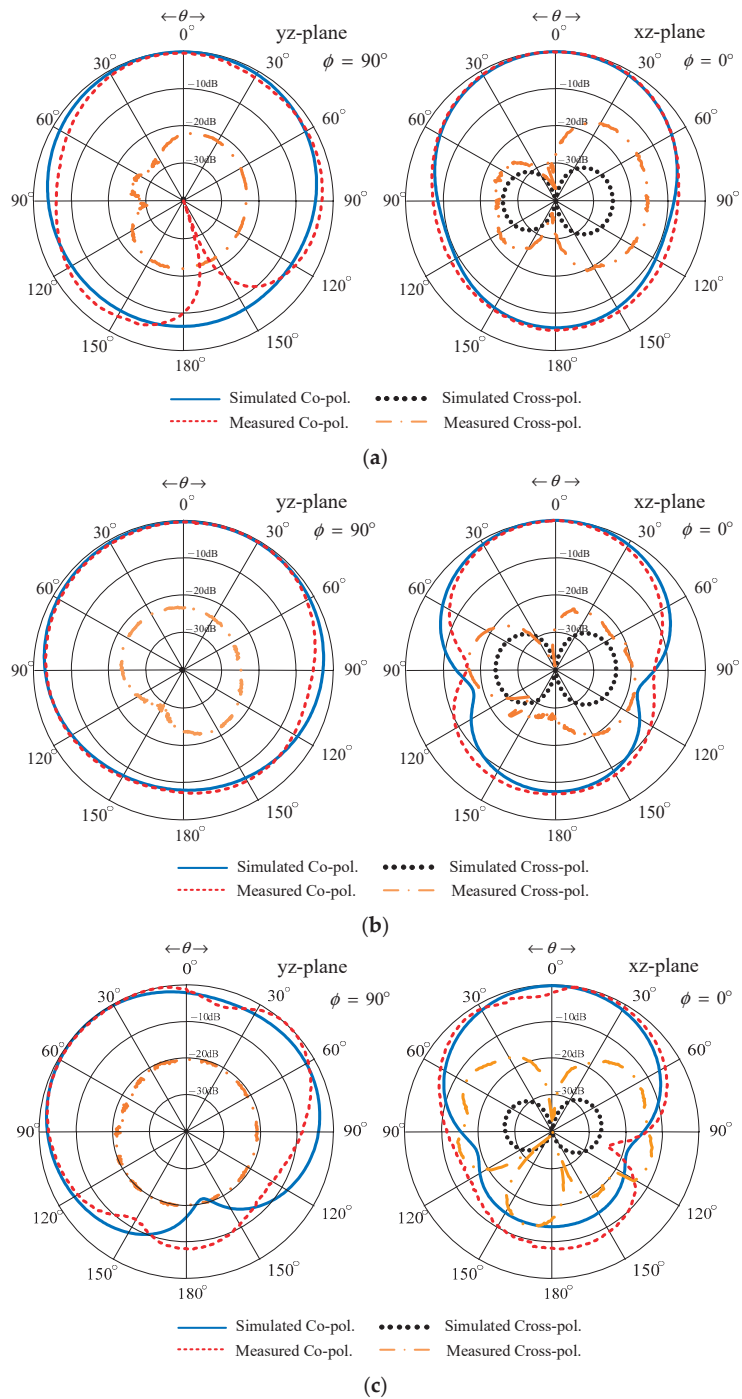 ←θ→
0°
yz-plane
ϕ = 90°
30°
30°
60°
60°
90°
90°
120°
120°
150°
150°
180°
−10dB
−20dB
−30dB
←θ→
0°
xz-plane
ϕ = 0°
30°
30°
60°
60°
90°
90°
120°
120°
150°
150°
180°
−10dB
−20dB
−30dB
Simulated Co-pol. Simulated Cross-pol.
Measured Co-pol. Measured Cross-pol.
(a)
←θ→
0°
yz-plane
ϕ = 90°
30°
30°
60°
60°
90°
90°
120°
120°
150°
150°
180°
−10dB
−20dB
−30dB
←θ→
0°
xz-plane
ϕ = 0°
30°
30°
60°
60°
90°
90°
120°
120°
150°
150°
180°
−10dB
−20dB
−30dB
Simulated Co-pol. Simulated Cross-pol.
Measured Co-pol. Measured Cross-pol.
(b)
←θ→
0°
yz-plane
ϕ = 90°
30°
30°
60°
60°
90°
90°
120°
120°
150°
150°
180°
−10dB
−20dB
−30dB
←θ→
0°
xz-plane
ϕ = 0°
30°
30°
60°
60°
90°
90°
120°
120°
150°
150°
180°
−10dB
−20dB
−30dB
Simulated Co-pol. Simulated Cross-pol.
Measured Co-pol. Measured Cross-pol.
(c)